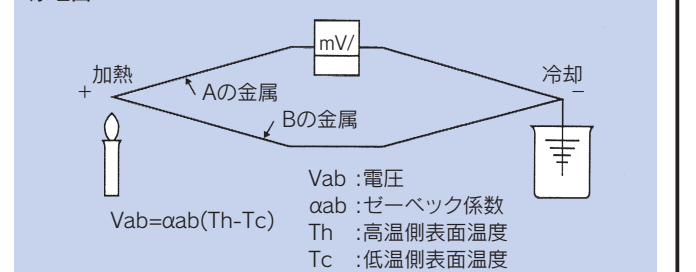 mV/
加熱
+
Aの金属
Bの金属
冷却
−
Vab=αab(Th-Tc)
Vab :電圧
αab :ゼーベック係数
Th :高温側表面温度
Tc :低温側表面温度